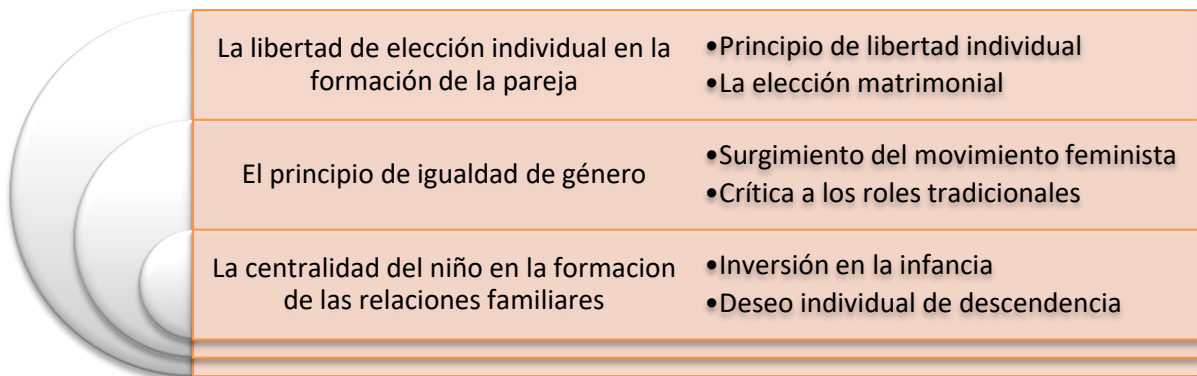 La libertad de elección individual en la
formación de la pareja
•Principio de libertad individual
•La elección matrimonial
El principio de igualdad de género
•Surgimiento del movimiento feminista
•Crítica a los roles tradicionales
La centralidad del niño en la formacion
de las relaciones familiares
•Inversión en la infancia
•Deseo individual de descendencia